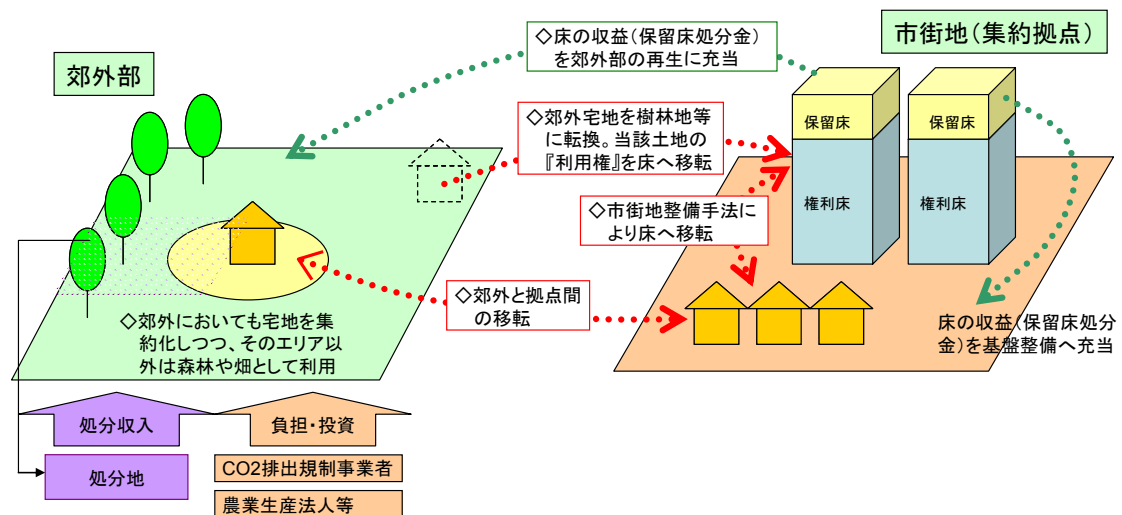 郊外部
市街地(集約拠点)
◇床の収益(保留床処分金)
を郊外部の再生に充当
◇郊外宅地を樹林地等
に転換。当該土地の
『利用権』を床へ移転
◇市街地整備手法に
より床へ移転
◇郊外と拠点間
の移転
保留床
保留床
権利床
権利床
床の収益(保留床処分
金)を基盤整備へ充当
◇郊外においても宅地を集
約化しつつ、そのエリア以
外は森林や畑として利用
処分収入
負担・投資
処分地
CO2排出規制事業者
農業生産法人等